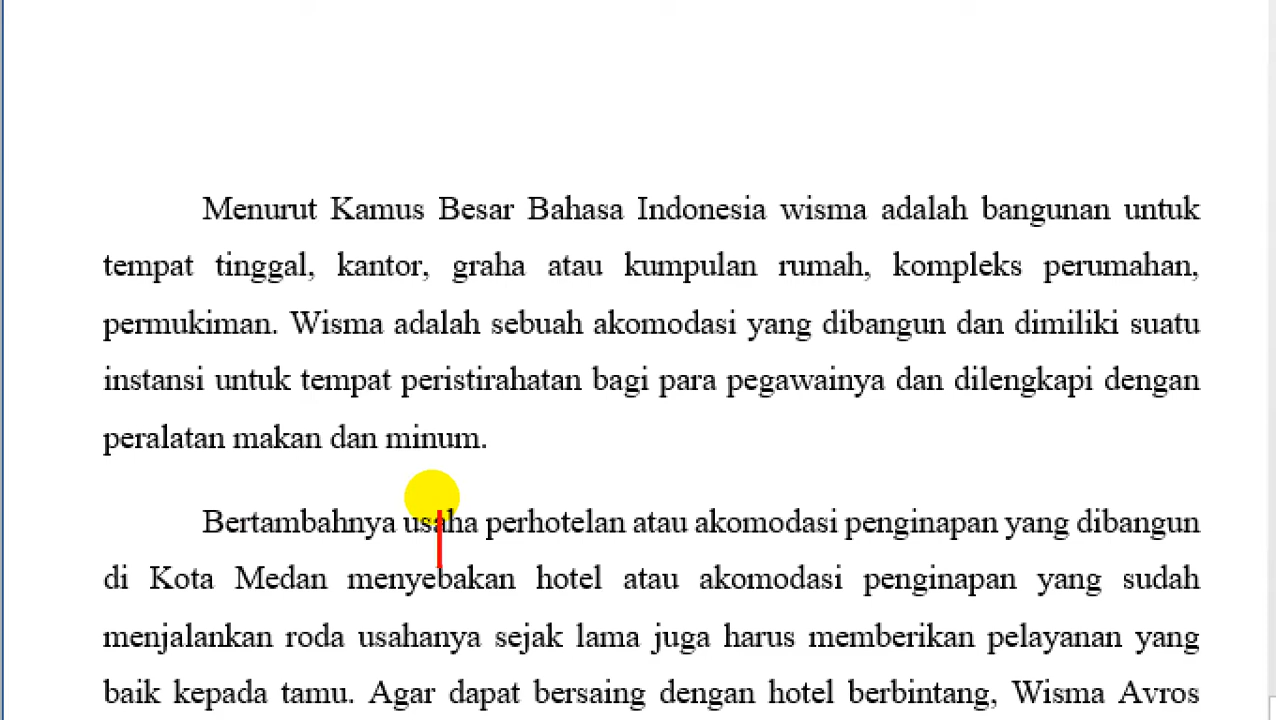 Menurut Kamus Besar Bahasa Indonesia wisma adalah bangunan untuk
tempat tinggal, kantor, graha atau kumpulan rumah, kompleks perumahan,
permukiman. Wisma adalah sebuah akomodasi yang dibangun dan dimiliki suatu
instansi untuk tempat peristirahatan bagi para pegawainya dan dilengkapi dengan
peralatan makan dan minum.
Bertambahnya usaha perhotelan atau akomodasi penginapan yang dibangun
di Kota Medan menyebakan hotel atau akomodasi penginapan yang sudah
menjalankan roda usahanya sejak lama juga harus memberikan pelayanan yang
baik kepada tamu. Agar dapat bersaing dengan hotel berbintang, Wisma Avros